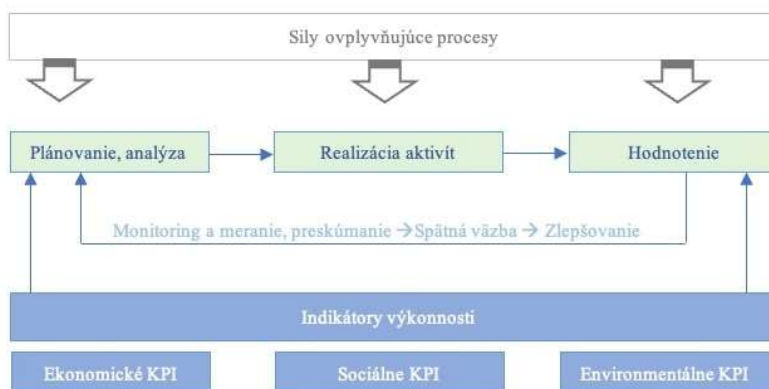 Sily ovplyvňujúce procesy
Plánovanie, analýza
Realizácia aktivít
Hodnotenie
Monitoring a meranie, preskúmanie →Spätná väzba → Zlepšovanie
Indikátory výkonnosti
Ekonomické KPI
Sociálne KPI
Environmentálne KPI